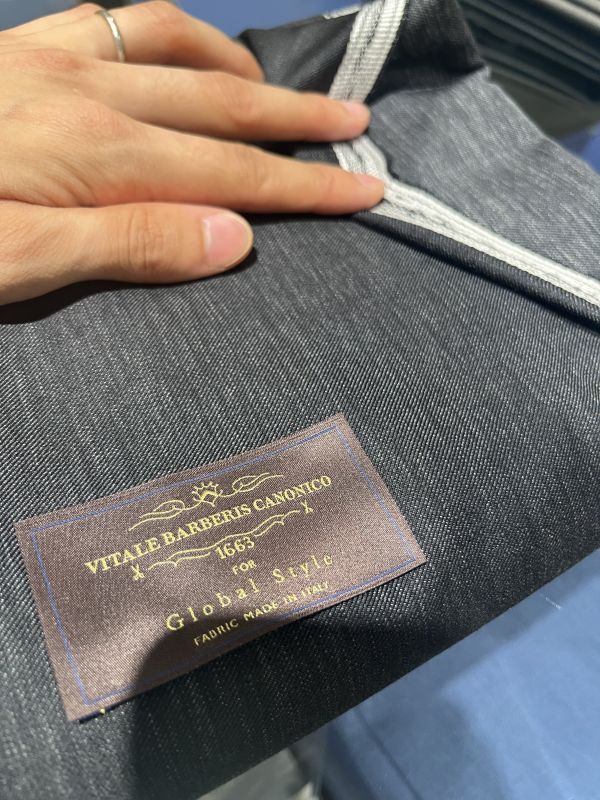 VITALE BARBERIS CANONICO
1663
FOR
Global Style
FABRIC MADE IN ITALY